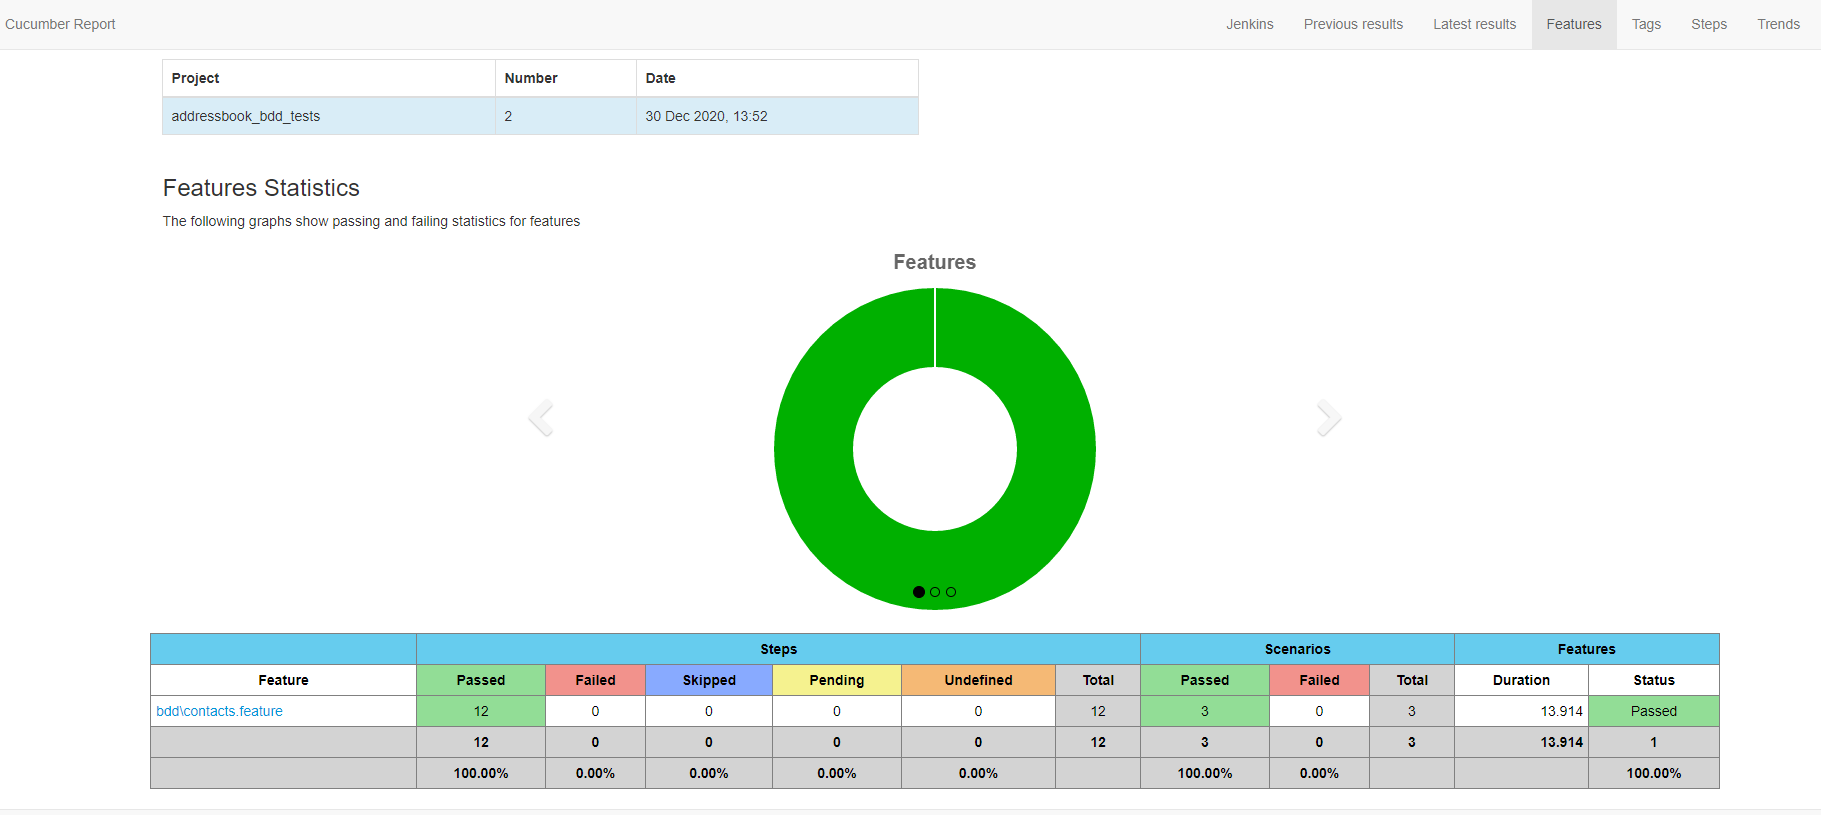 Cucumber Report Jenkins Previous results Latest results Features Tags Steps Trends
Project Number Date
addressbook_bdd_tests 2 30 Dec 2020, 13:52
Features Statistics
The following graphs show passing and failing statistics for features
Features
Steps Scenarios Features
Feature Passed Failed Skipped Pending Undefined Total Passed Failed Total Duration Status
bdd\contacts.feature 12 0 0 0 0 12 3 0 3 13.914 Passed
12 0 0 0 0 12 3 0 3 13.914 1
100.00% 0.00% 0.00% 0.00% 0.00% 100.00% 0.00% 100.00%